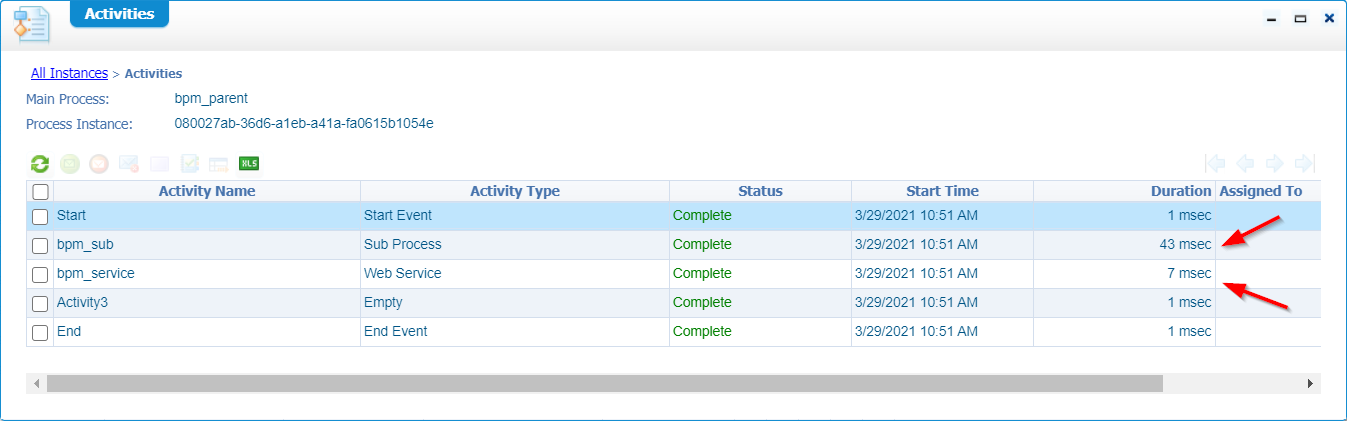 Activities
All Instances > Activities
Main Process: bpm_parent
Process Instance: 080027ab-36d6-a1eb-a41a-fa0615b1054e
XLS
Activity Name Activity Type Status Start Time Duration Assigned To
Start Start Event Complete 3/29/2021 10:51 AM 1 msec
bpm_sub Sub Process Complete 3/29/2021 10:51 AM 43 msec
bpm_service Web Service Complete 3/29/2021 10:51 AM 7 msec
Activity3 Empty Complete 3/29/2021 10:51 AM 1 msec
End End Event Complete 3/29/2021 10:51 AM 1 msec